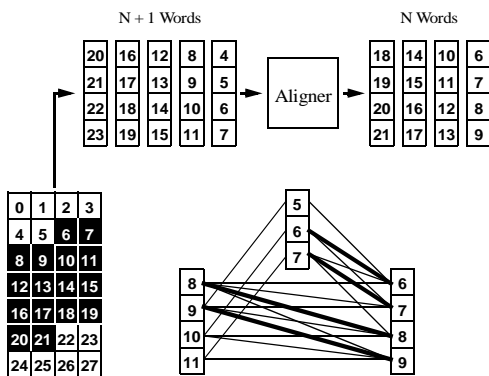 N + 1 Words
N Words
20 16 12 8 4
21 17 13 9 5
22 18 14 10 6
23 19 15 11 7
Aligner
18 14 10 6
19 15 11 7
20 16 12 8
21 17 13 9
0 1 2 3
4 5 6 7
8 9 10 11
12 13 14 15
16 17 18 19
20 21 22 23
24 25 26 27
5
6
7
8
9
10
11
6
7
8
9